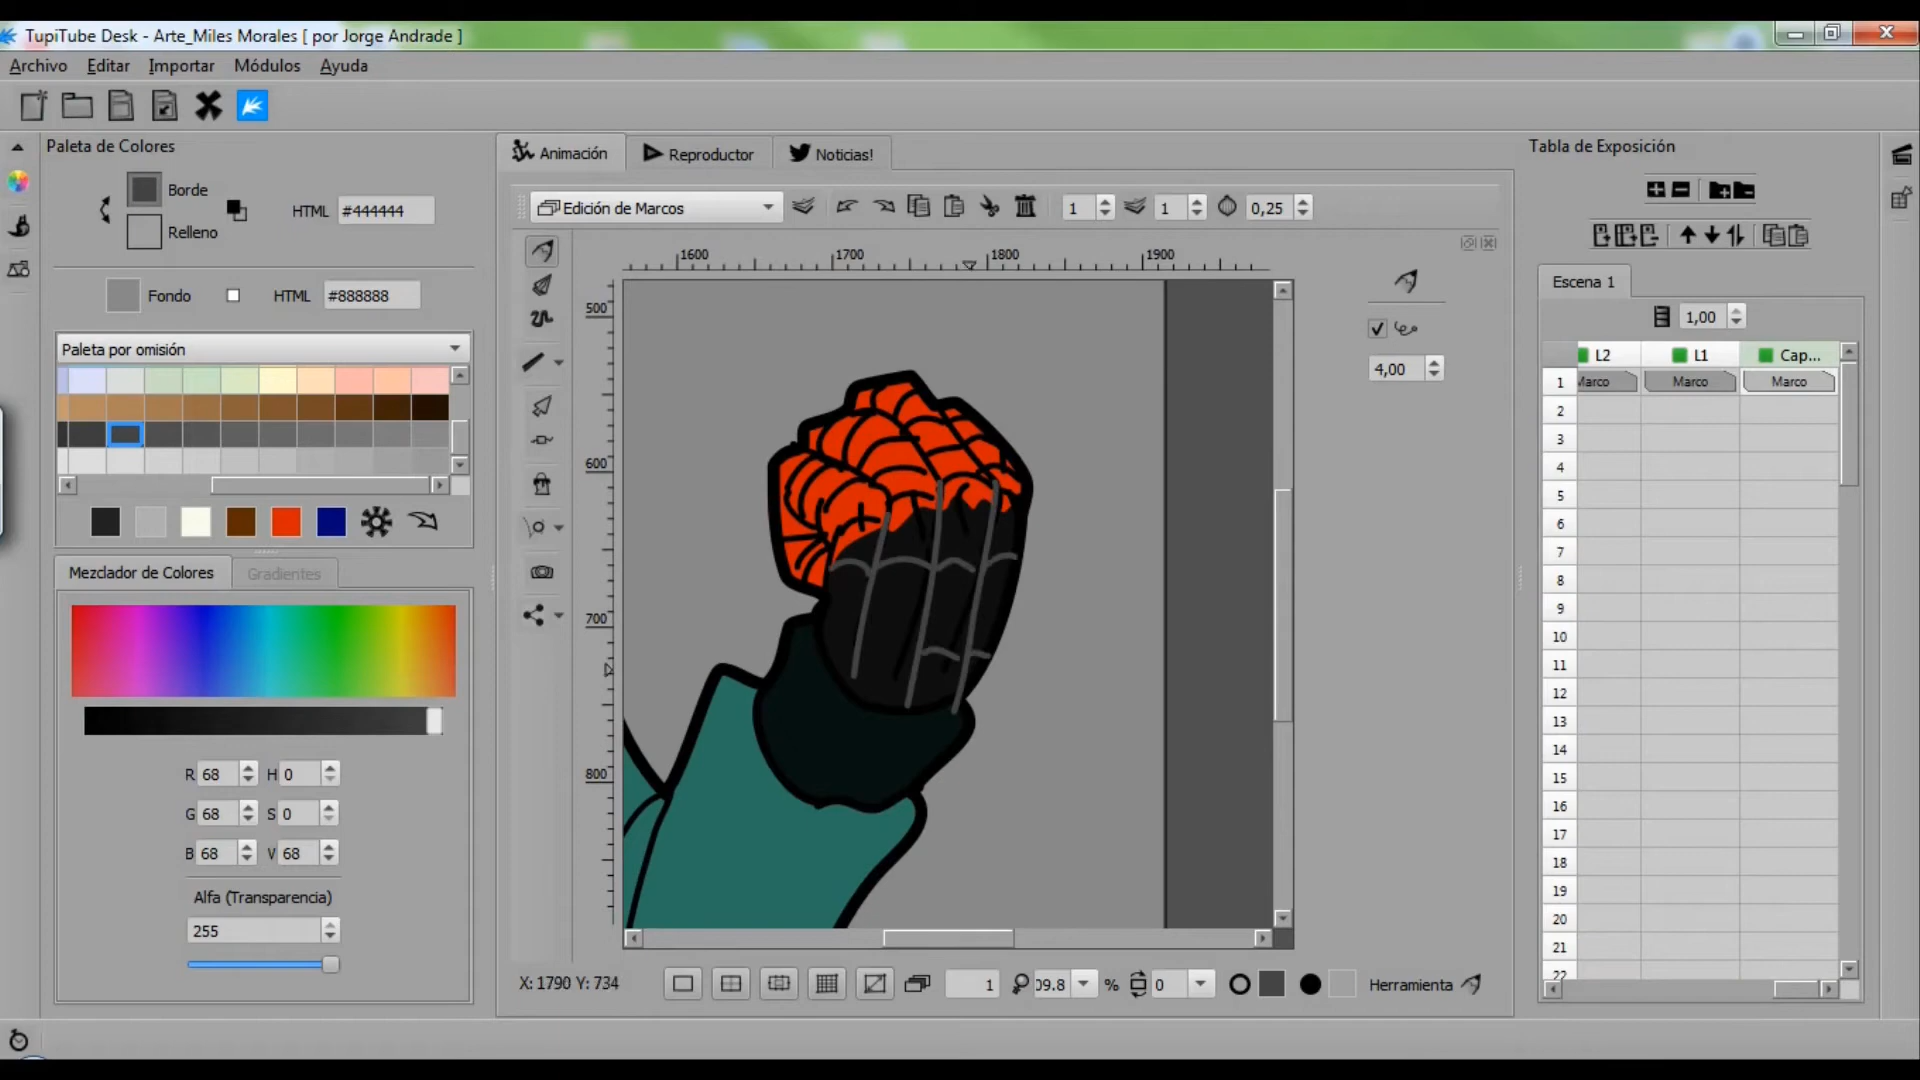 TupiTube Desk - Arte_Miles Morales [ por Jorge Andrade ]
Archivo Editar Importar Módulos Ayuda
Paleta de Colores
Borde
Relleno
HTML #444444
Fondo HTML #888888
Paleta por omisión
Mezclador de Colores Gradientes
R 68 H 0
G 68 S 0
B 68 V 68
Alfa (Transparencia)
255
Animación Reproductor Noticias!
Edición de Marcos 1 1 0,25
1600 1700 1800 1900
500
600
700
800
4,00
X: 1790 Y: 734 1 09.8 % 0 Herramienta
Tabla de Exposición
Escena 1
1,00
L2 L1 Cap...
1 Marco Marco Marco
2
3
4
5
6
7
8
9
10
11
12
13
14
15
16
17
18
19
20
21
22